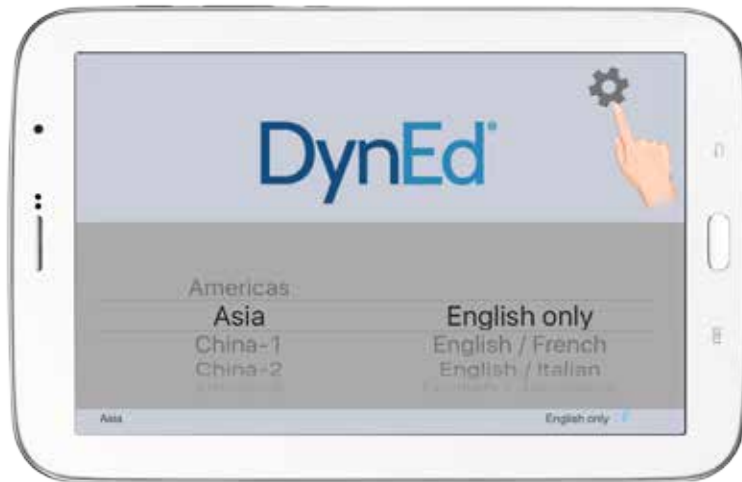 DynEd®
Americas
Asia English only
China-1 English / French
China-2 English / Italian
Asia English only